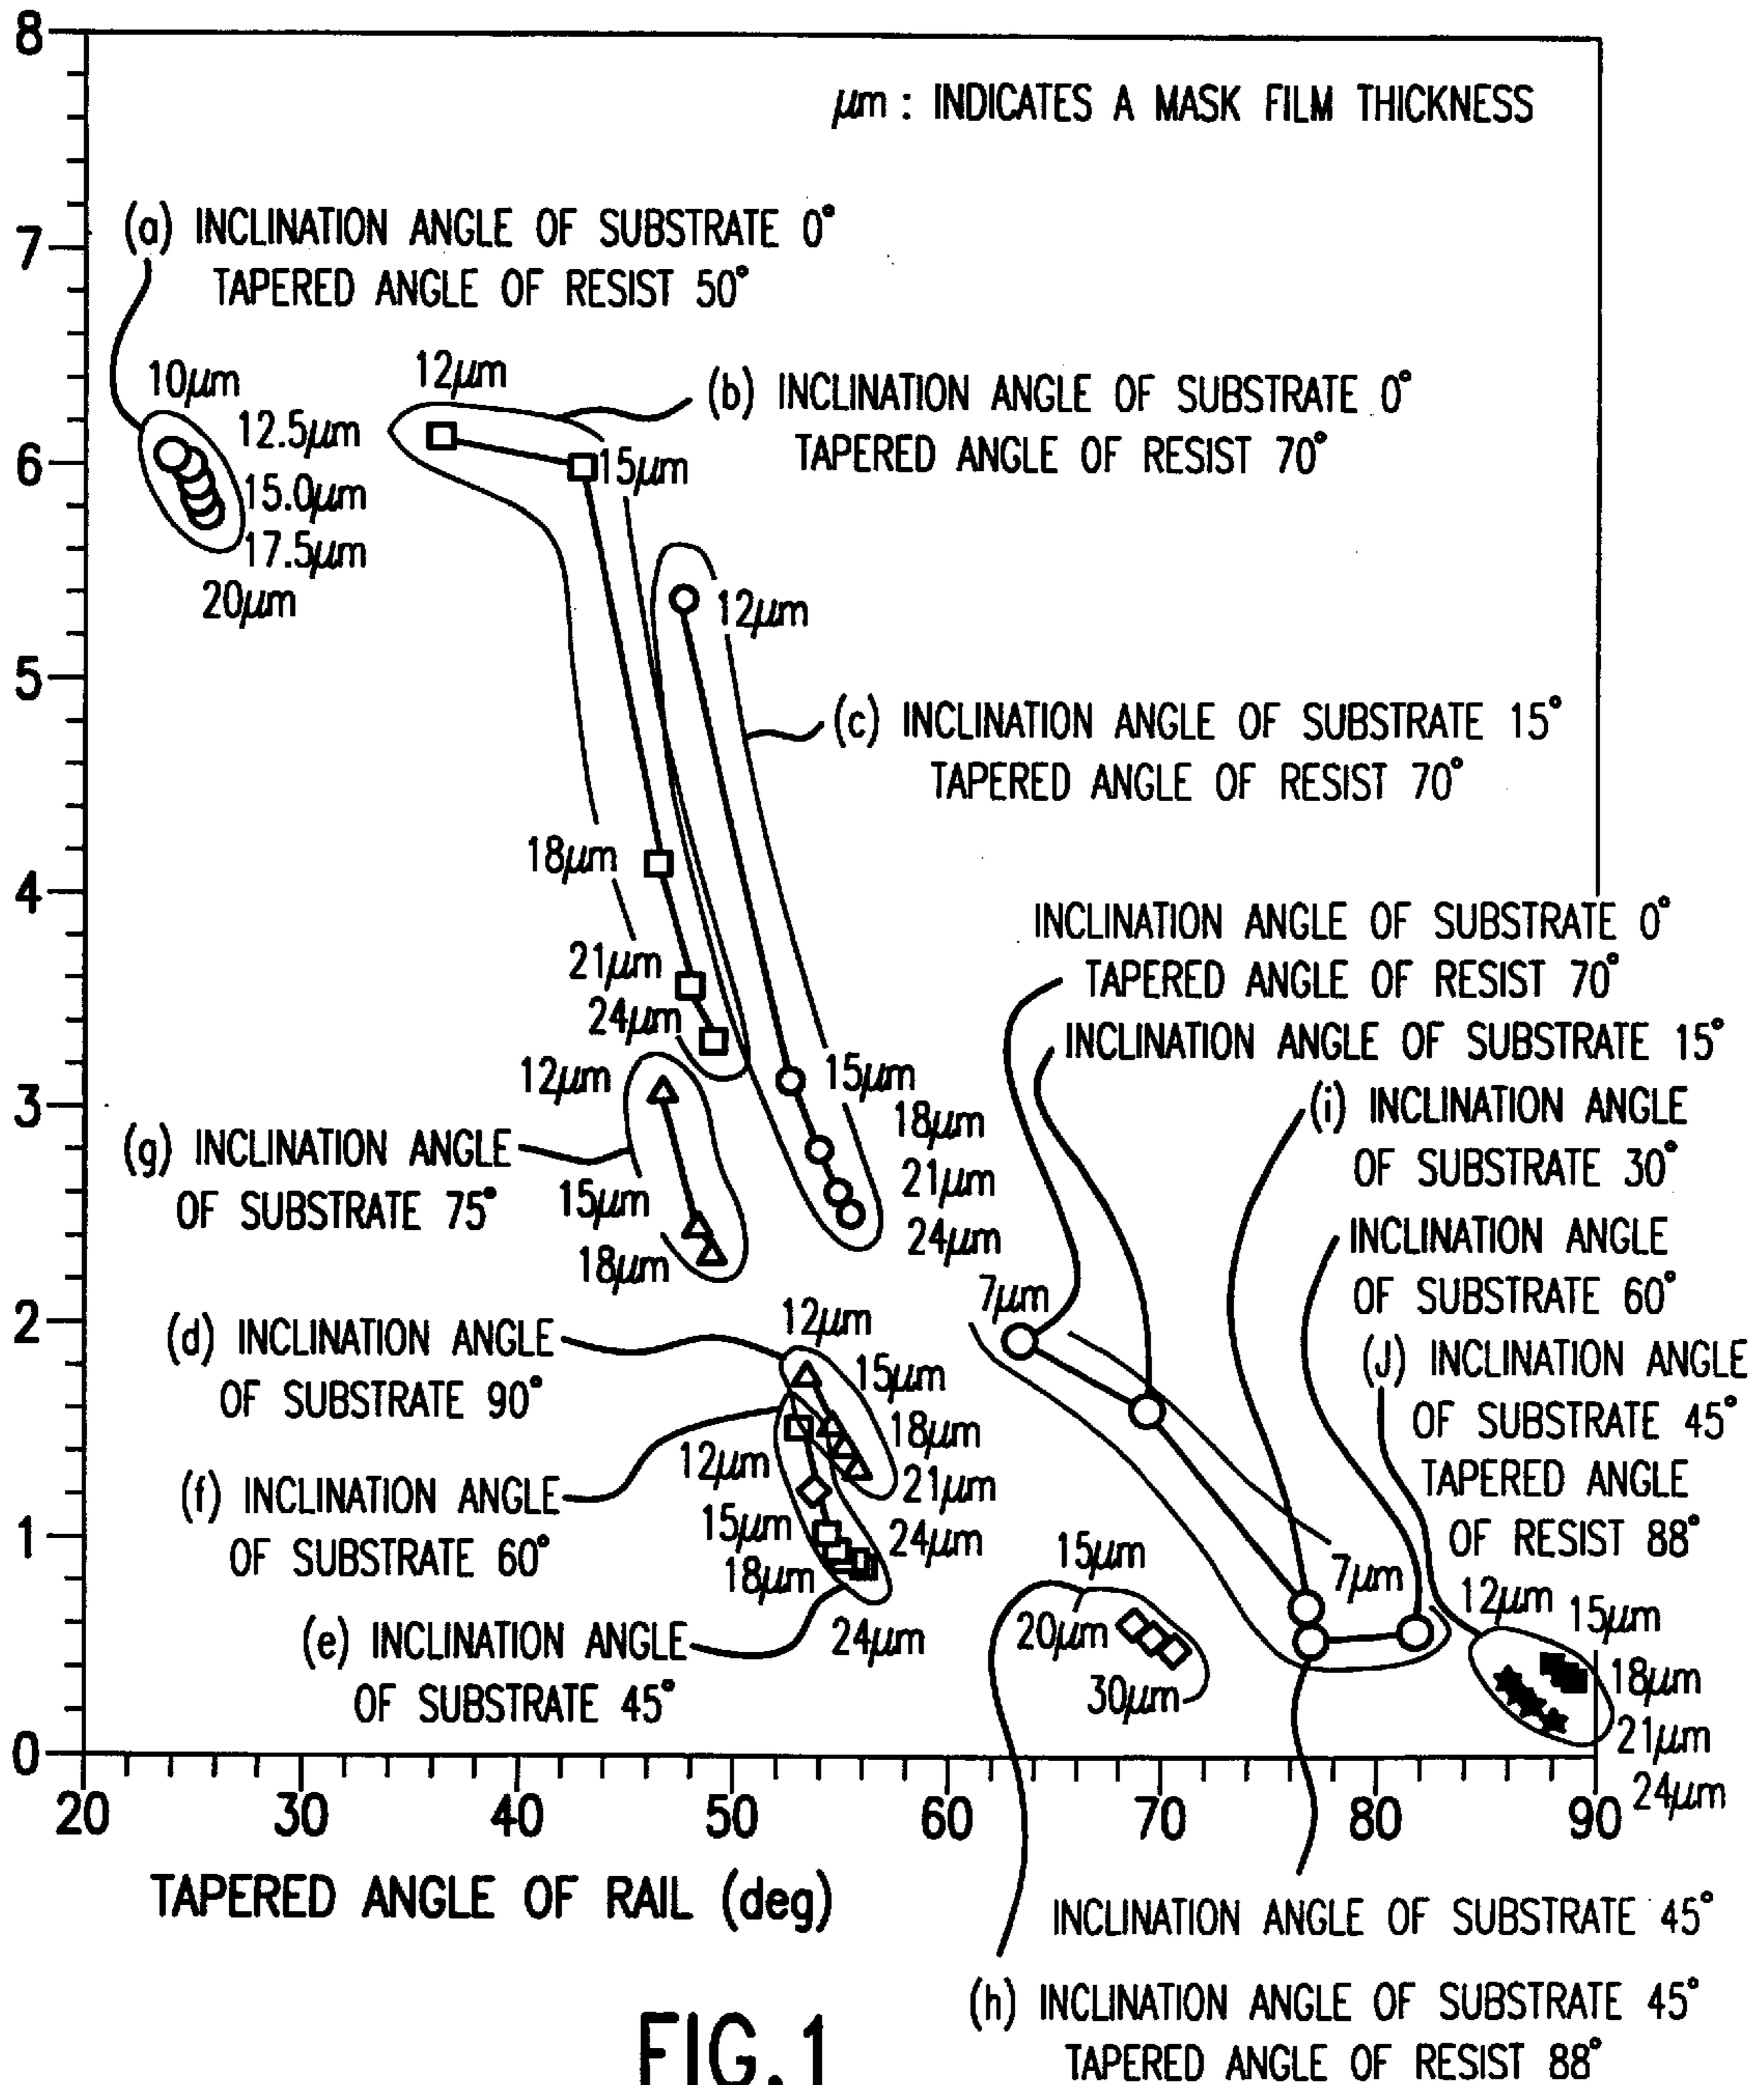 8
µm : INDICATES A MASK FILM THICKNESS
(a) INCLINATION ANGLE OF SUBSTRATE 0°
TAPERED ANGLE OF RESIST 50°
7
10µm
12.5µm
15.0µm
17.5µm
20µm
12µm
(b) INCLINATION ANGLE OF SUBSTRATE 0°
TAPERED ANGLE OF RESIST 70°
15µm
6
12µm
5
(c) INCLINATION ANGLE OF SUBSTRATE 15°
TAPERED ANGLE OF RESIST 70°
18µm
4
21µm
24µm
INCLINATION ANGLE OF SUBSTRATE 0°
TAPERED ANGLE OF RESIST 70°
INCLINATION ANGLE OF SUBSTRATE 15°
12µm
15µm
18µm
21µm
24µm
3
(g) INCLINATION ANGLE
OF SUBSTRATE 75°
15µm
18µm
(i) INCLINATION ANGLE
OF SUBSTRATE 30°
INCLINATION ANGLE
OF SUBSTRATE 60°
7µm
2
(d) INCLINATION ANGLE
OF SUBSTRATE 90°
12µm
15µm
18µm
21µm
24µm
(J) INCLINATION ANGLE
OF SUBSTRATE 45°
TAPERED ANGLE
OF RESIST 88°
(f) INCLINATION ANGLE
OF SUBSTRATE 60°
12µm
15µm
18µm
24µm
1
(e) INCLINATION ANGLE
OF SUBSTRATE 45°
15µm
20µm
30µm
7µm
12µm
15µm
18µm
21µm
24µm
0
20 30 40 50 60 70 80 90
TAPERED ANGLE OF RAIL (deg)
INCLINATION ANGLE OF SUBSTRATE 45°
(h) INCLINATION ANGLE OF SUBSTRATE 45°
TAPERED ANGLE OF RESIST 88°
FIG.1